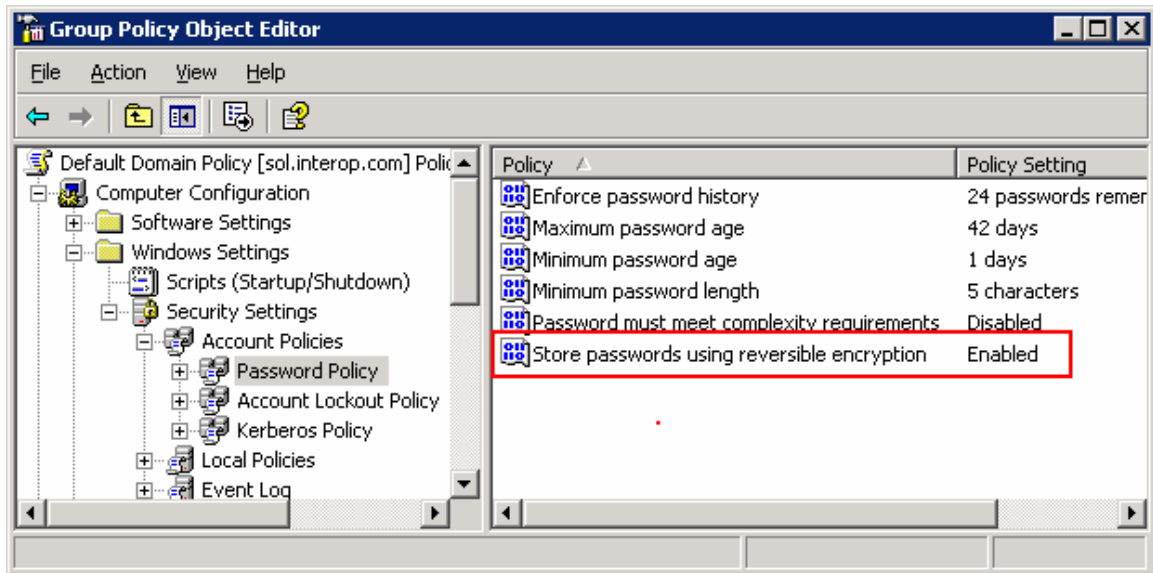 Group Policy Object Editor
File Action View Help
Default Domain Policy [sol.interop.com] Polic
Computer Configuration
Software Settings
Windows Settings
Scripts (Startup/Shutdown)
Security Settings
Account Policies
Password Policy
Account Lockout Policy
Kerberos Policy
Local Policies
Event Log
Policy Policy Setting
Enforce password history 24 passwords remer
Maximum password age 42 days
Minimum password age 1 days
Minimum password length 5 characters
Password must meet complexity requirements Disabled
Store passwords using reversible encryption Enabled